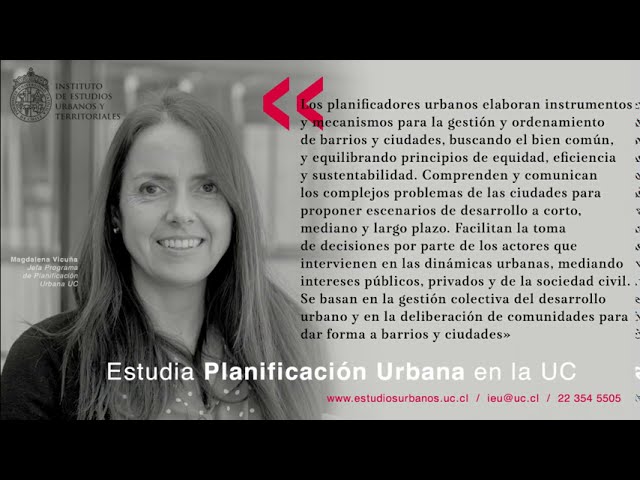 INSTITUTO
DE ESTUDIOS
URBANOS Y
TERRITORIALES
«
Los planificadores urbanos elaboran instrumentos
y mecanismos para la gestión y ordenamiento
de barrios y ciudades, buscando el bien común,
y equilibrando principios de equidad, eficiencia
y sustentabilidad. Comprenden y comunican
los complejos problemas de las ciudades para
proponer escenarios de desarrollo a corto,
mediano y largo plazo. Facilitan la toma
de decisiones por parte de los actores que
intervienen en las dinámicas urbanas, mediando
intereses públicos, privados y de la sociedad civil.
Se basan en la gestión colectiva del desarrollo
urbano y en la deliberación de comunidades para
dar forma a barrios y ciudades»
Magdalena Vicuña
Jefa Programa
de Planificación
Urbana UC
Estudia Planificación Urbana en la UC
www.estudiosurbanos.uc.cl / ieu@uc.cl / 22 354 5505